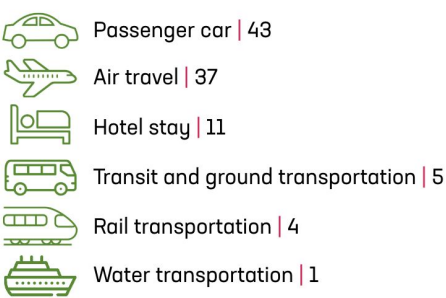 Passenger car | 43
Air travel | 37
Hotel stay | 11
Transit and ground transportation | 5
Rail transportation | 4
Water transportation | 1